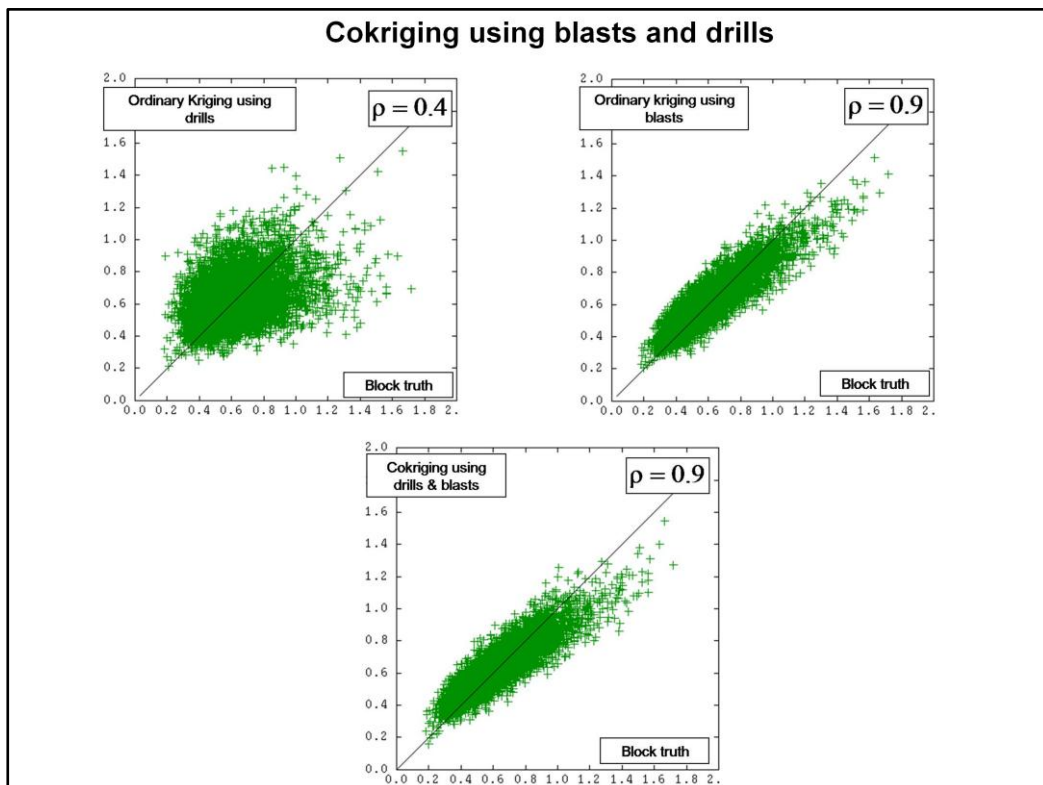 Cokriging using blasts and drills
2.0
Ordinary Kriging using
drills
ρ = 0.4
1.6
1.4
1.2
1.0
0.8
0.6
0.4
0.2
0.0
Block truth
0.0 0.2 0.4 0.6 0.8 1.0 1.2 1.4 1.6 1.8 2.
2.0
Ordinary kriging using
blasts
ρ = 0.9
1.6
1.4
1.2
1.0
0.8
0.6
0.4
0.2
0.0
Block truth
0.0 0.2 0.4 0.6 0.8 1.0 1.2 1.4 1.6 1.8 2.
2.0
Cokriging using
drills & blasts
ρ = 0.9
1.6
1.4
1.2
1.0
0.8
0.6
0.4
0.2
0.0
Block truth
0.0 0.2 0.4 0.6 0.8 1.0 1.2 1.4 1.6 1.8 2.